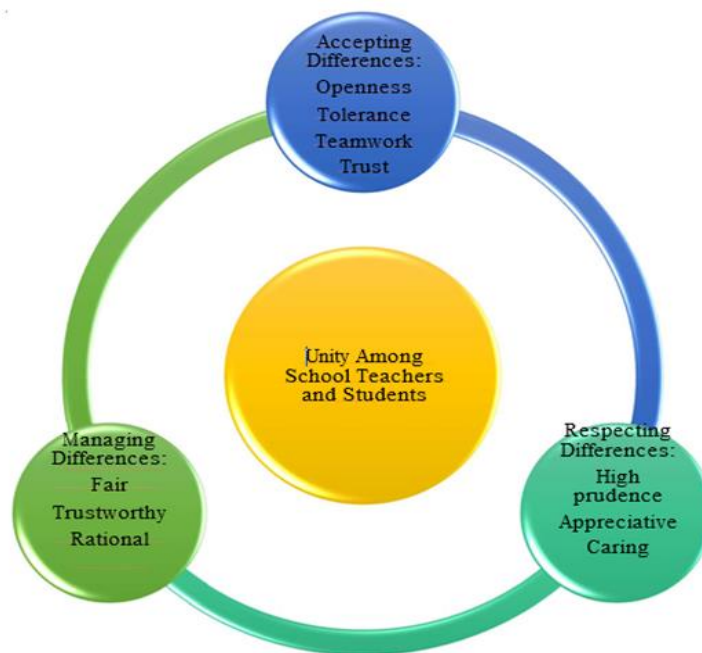 Accepting
Differences:
Openness
Tolerance
Teamwork
Trust
Unity Among
School Teachers
and Students
Managing
Differences:
Fair
Trustworthy
Rational
Respecting
Differences:
High
prudence
Appreciative
Caring